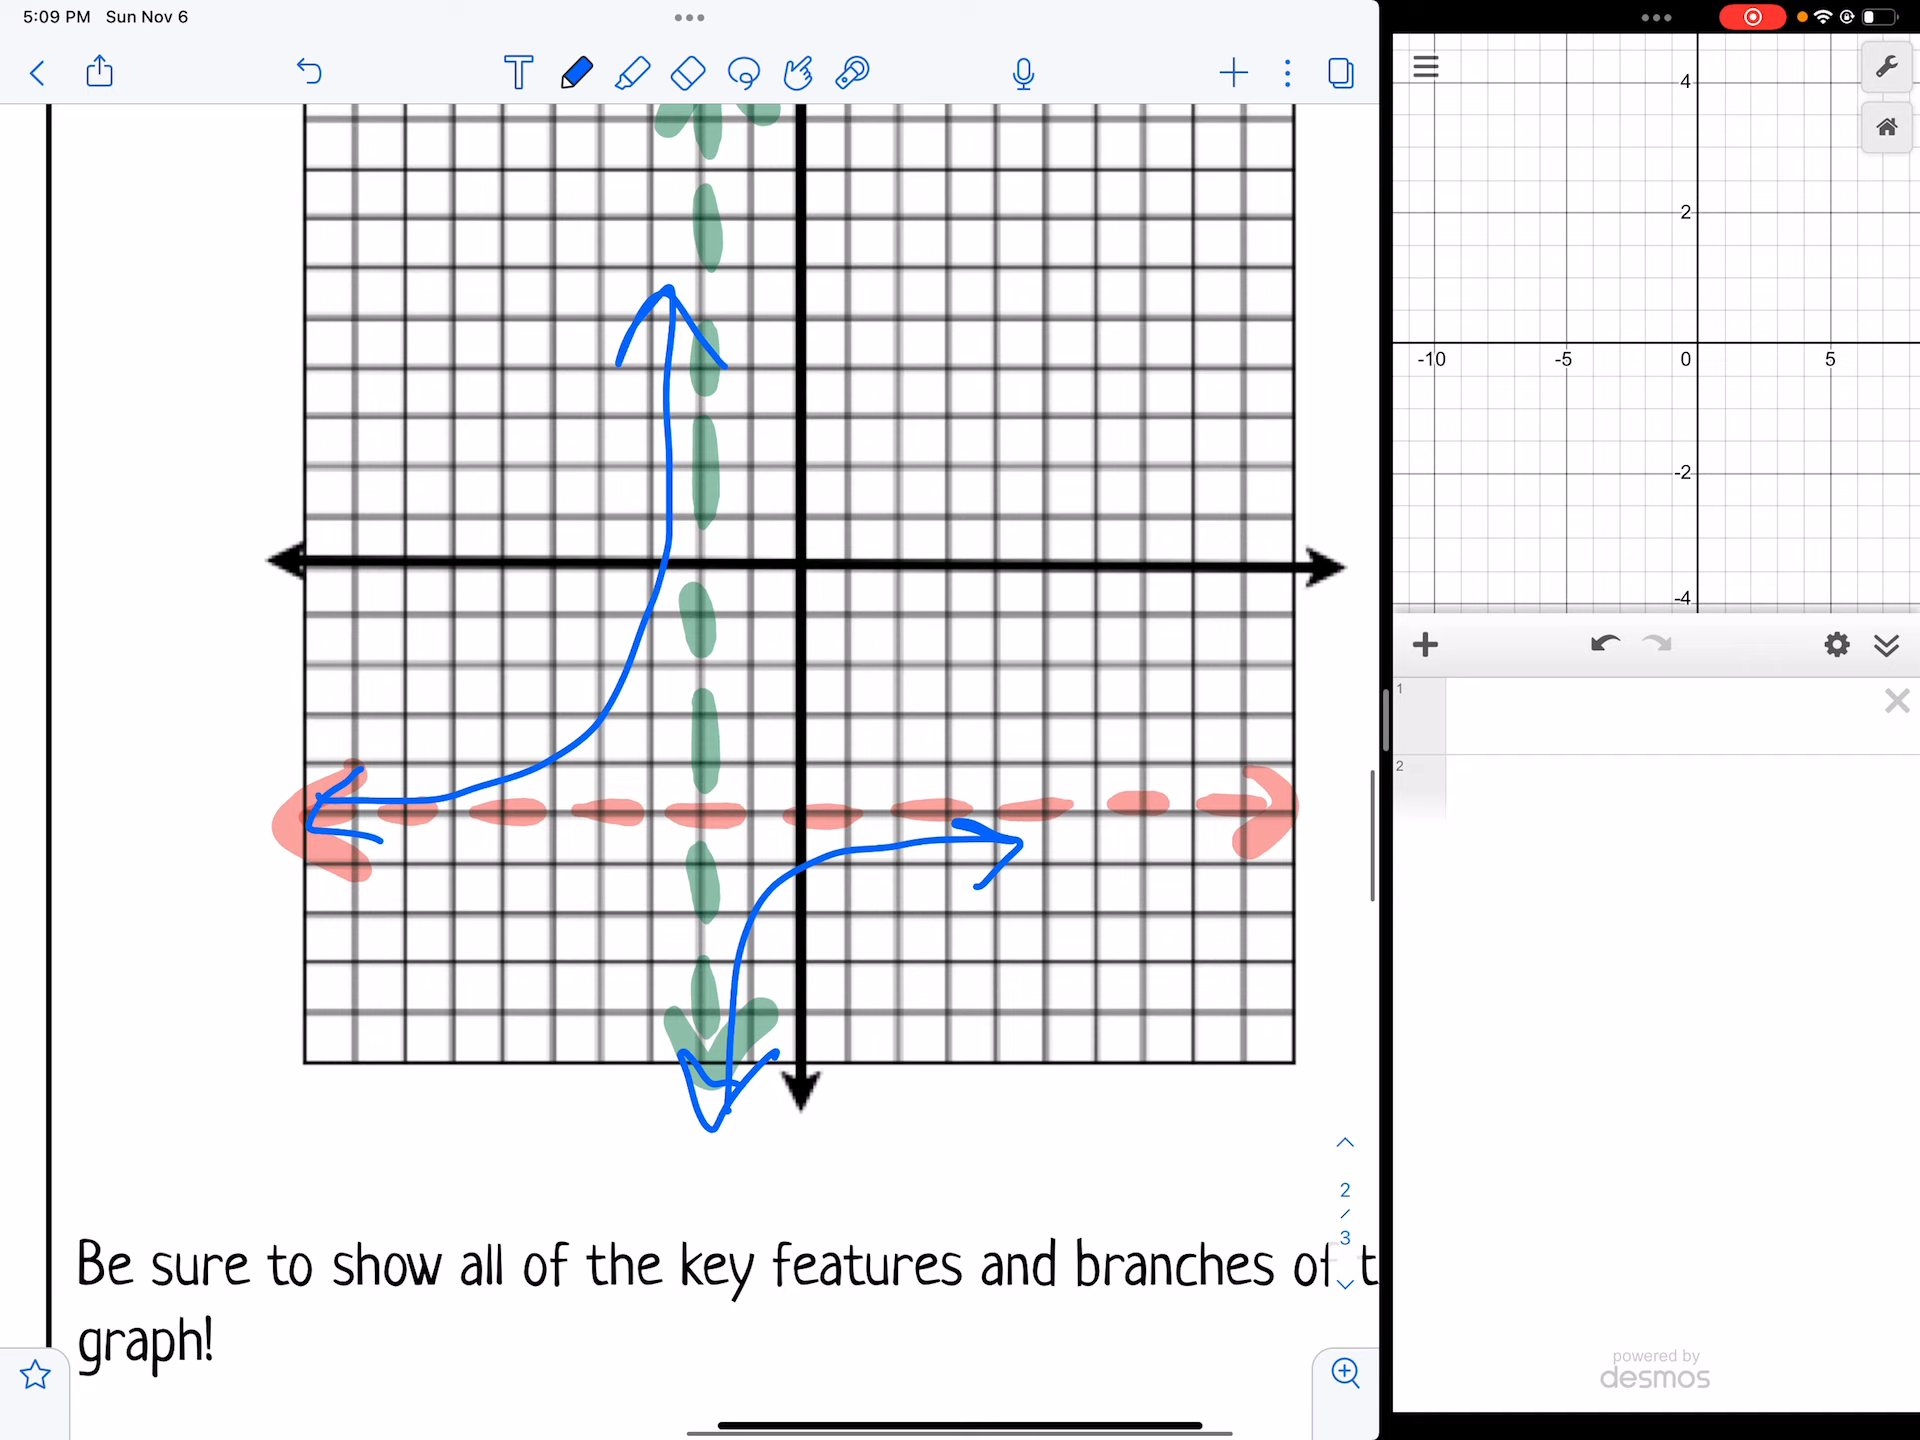 5:09 PM Sun Nov 6
T
4
2
-10
-5
0
5
-2
-4
1
2
2
/
3
Be sure to show all of the key features and branches of t
graph!
powered by
desmos